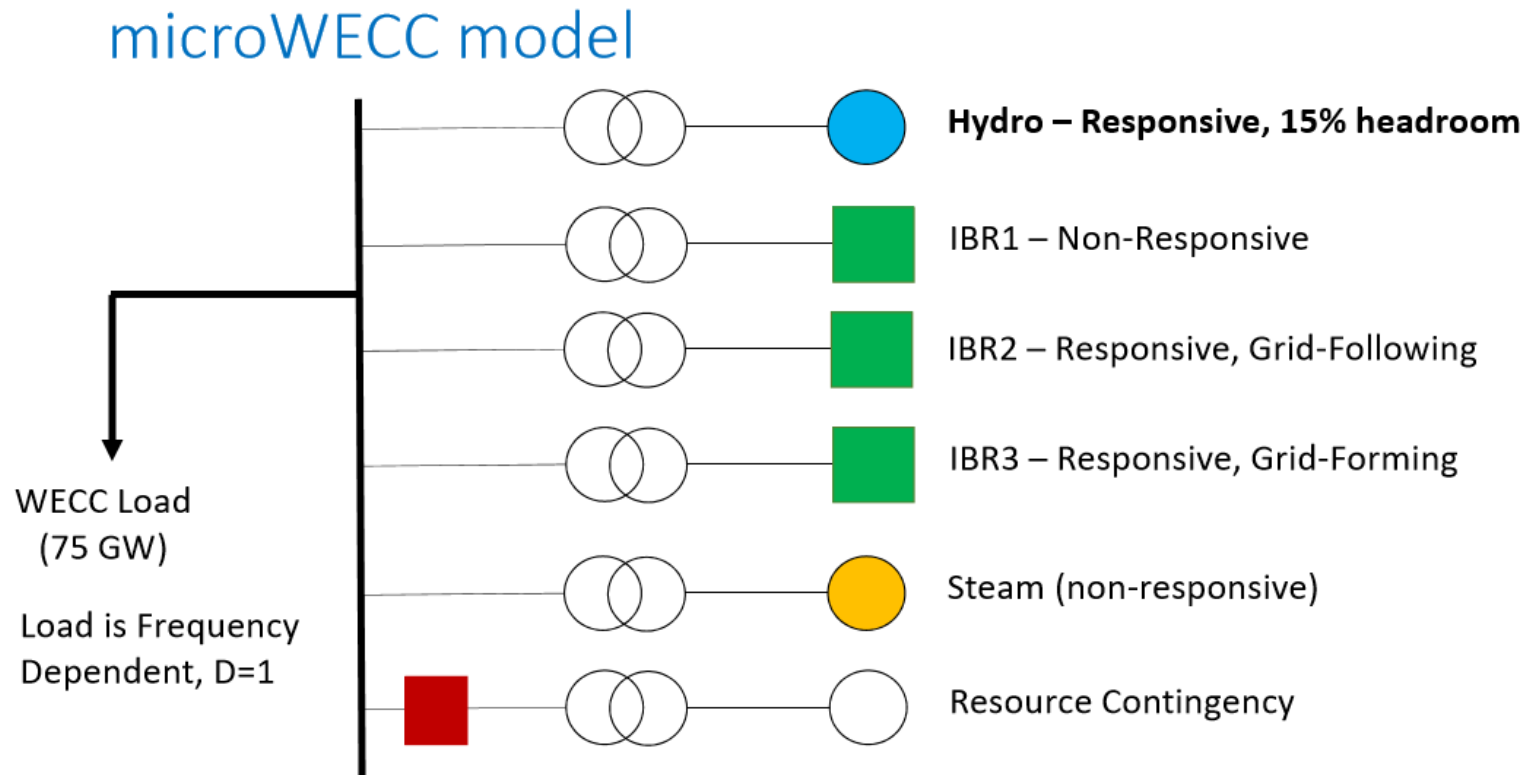 microWECC model
Hydro – Responsive, 15% headroom
IBR1 – Non-Responsive
IBR2 – Responsive, Grid-Following
IBR3 – Responsive, Grid-Forming
WECC Load
(75 GW)
Steam (non-responsive)
Load is Frequency
Dependent, D=1
Resource Contingency